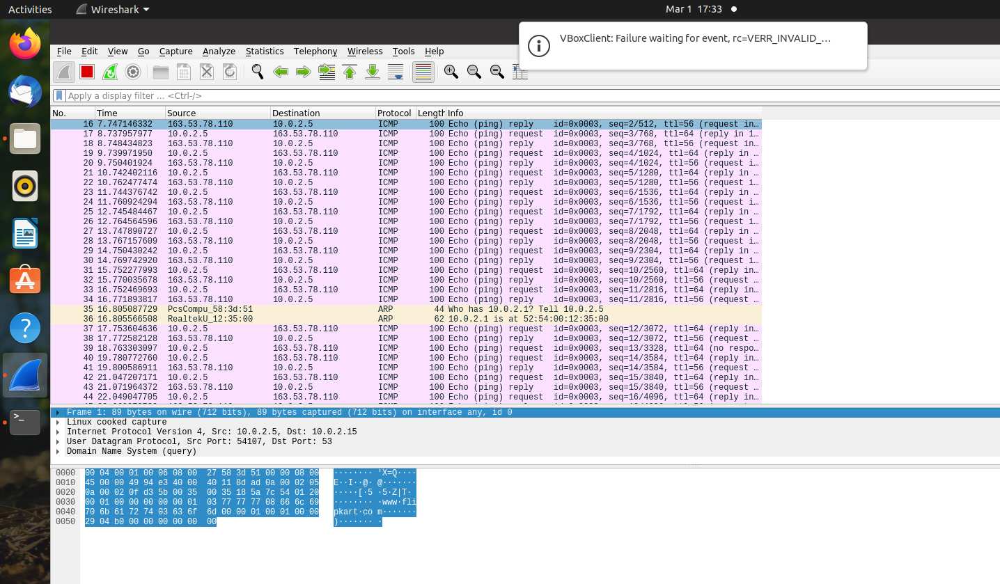 Activities Wireshark Mar 1 17:33
VBoxClient: Failure waiting for event, rc=VERR_INVALID_…
File Edit View Go Capture Analyze Statistics Telephony Wireless Tools Help
Apply a display filter … <Ctrl-/>
No. Time Source Destination Protocol Length Info
16 7.747146332 163.53.78.110 10.0.2.5 ICMP 100 Echo (ping) reply id=0x0003, seq=2/512, ttl=56 (request in…
17 8.737957977 10.0.2.5 163.53.78.110 ICMP 100 Echo (ping) request id=0x0003, seq=3/768, ttl=64 (reply in 1…
18 8.748434823 163.53.78.110 10.0.2.5 ICMP 100 Echo (ping) reply id=0x0003, seq=3/768, ttl=56 (request in…
19 9.739971950 10.0.2.5 163.53.78.110 ICMP 100 Echo (ping) request id=0x0003, seq=4/1024, ttl=64 (reply in …
20 9.750401924 163.53.78.110 10.0.2.5 ICMP 100 Echo (ping) reply id=0x0003, seq=4/1024, ttl=56 (request i…
21 10.742402116 10.0.2.5 163.53.78.110 ICMP 100 Echo (ping) request id=0x0003, seq=5/1280, ttl=64 (reply in …
22 10.762477474 163.53.78.110 10.0.2.5 ICMP 100 Echo (ping) reply id=0x0003, seq=5/1280, ttl=56 (request i…
23 11.744376742 10.0.2.5 163.53.78.110 ICMP 100 Echo (ping) request id=0x0003, seq=6/1536, ttl=64 (reply in …
24 11.760924294 163.53.78.110 10.0.2.5 ICMP 100 Echo (ping) reply id=0x0003, seq=6/1536, ttl=56 (request i…
25 12.745484467 10.0.2.5 163.53.78.110 ICMP 100 Echo (ping) request id=0x0003, seq=7/1792, ttl=64 (reply in …
26 12.764564596 163.53.78.110 10.0.2.5 ICMP 100 Echo (ping) reply id=0x0003, seq=7/1792, ttl=56 (request i…
27 13.747890727 10.0.2.5 163.53.78.110 ICMP 100 Echo (ping) request id=0x0003, seq=8/2048, ttl=64 (reply in …
28 13.767157609 163.53.78.110 10.0.2.5 ICMP 100 Echo (ping) reply id=0x0003, seq=8/2048, ttl=56 (request i…
29 14.750430242 10.0.2.5 163.53.78.110 ICMP 100 Echo (ping) request id=0x0003, seq=9/2304, ttl=64 (reply in …
30 14.769742920 163.53.78.110 10.0.2.5 ICMP 100 Echo (ping) reply id=0x0003, seq=9/2304, ttl=56 (request i…
31 15.752277993 10.0.2.5 163.53.78.110 ICMP 100 Echo (ping) request id=0x0003, seq=10/2560, ttl=64 (reply in…
32 15.770035678 163.53.78.110 10.0.2.5 ICMP 100 Echo (ping) reply id=0x0003, seq=10/2560, ttl=56 (request …
33 16.752469693 10.0.2.5 163.53.78.110 ICMP 100 Echo (ping) request id=0x0003, seq=11/2816, ttl=64 (reply in…
34 16.771893817 163.53.78.110 10.0.2.5 ICMP 100 Echo (ping) reply id=0x0003, seq=11/2816, ttl=56 (request …
35 16.805087729 PcsCompu_58:3d:51 ARP 44 Who has 10.0.2.1? Tell 10.0.2.5
36 16.805566508 RealtekU_12:35:00 ARP 62 10.0.2.1 is at 52:54:00:12:35:00
37 17.753604636 10.0.2.5 163.53.78.110 ICMP 100 Echo (ping) request id=0x0003, seq=12/3072, ttl=64 (reply in…
38 17.772582128 163.53.78.110 10.0.2.5 ICMP 100 Echo (ping) reply id=0x0003, seq=12/3072, ttl=56 (request …
39 18.763303097 10.0.2.5 163.53.78.110 ICMP 100 Echo (ping) request id=0x0003, seq=13/3328, ttl=64 (no respo…
40 19.780772760 10.0.2.5 163.53.78.110 ICMP 100 Echo (ping) request id=0x0003, seq=14/3584, ttl=64 (reply in…
41 19.800586911 163.53.78.110 10.0.2.5 ICMP 100 Echo (ping) reply id=0x0003, seq=14/3584, ttl=56 (request …
42 21.047207171 10.0.2.5 163.53.78.110 ICMP 100 Echo (ping) request id=0x0003, seq=15/3840, ttl=64 (reply in…
43 21.071964372 163.53.78.110 10.0.2.5 ICMP 100 Echo (ping) reply id=0x0003, seq=15/3840, ttl=56 (request …
44 22.049047705 10.0.2.5 163.53.78.110 ICMP 100 Echo (ping) request id=0x0003, seq=16/4096, ttl=64 (reply in…
Frame 1: 89 bytes on wire (712 bits), 89 bytes captured (712 bits) on interface any, id 0
Linux cooked capture
Internet Protocol Version 4, Src: 10.0.2.5, Dst: 10.0.2.15
User Datagram Protocol, Src Port: 54107, Dst Port: 53
Domain Name System (query)
0000 00 04 00 01 00 06 08 00 27 58 3d 51 00 00 08 00 ········ 'X=Q····
0010 45 00 00 49 94 e3 40 00 40 11 8d ad 0a 00 02 05 E··I··@· @·······
0020 0a 00 02 0f d3 5b 00 35 00 35 18 5a 7c 54 01 20 ·····[·5 ·5·Z|T· 
0030 00 01 00 00 00 00 00 01 03 77 77 77 08 66 6c 69 ········ ·www·fli
0040 70 6b 61 72 74 03 63 6f 6d 00 00 01 00 01 00 00 pkart·co m·······
0050 29 04 b0 00 00 00 00 00 00 )······· ·